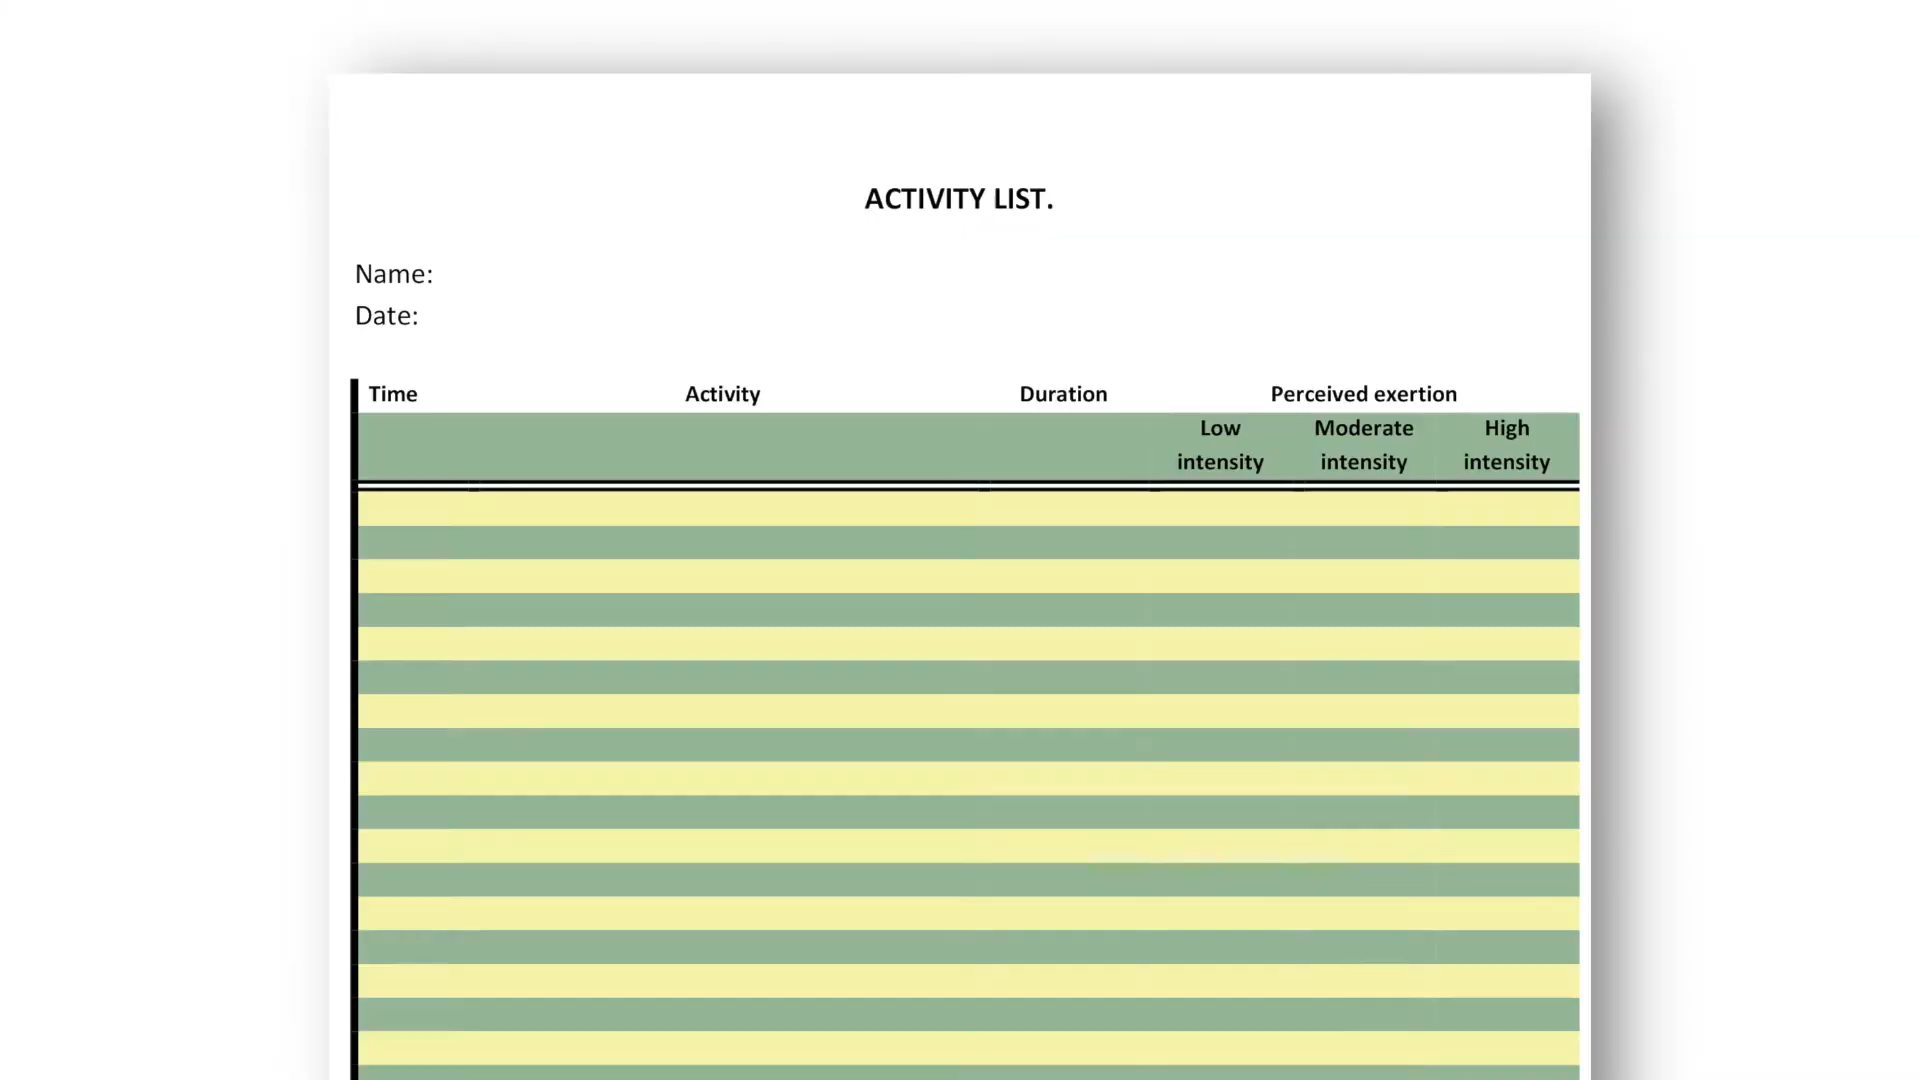 ACTIVITY LIST.
Name:
Date:
Time Activity Duration Perceived exertion
Low Moderate High
intensity intensity intensity